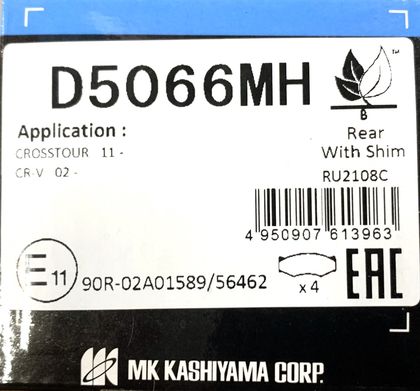 D5066MH
B
Application :
CROSSTOUR 11 -
CR-V 02 -
Rear
With Shim
RU2108C
4 950907 613963
E 11
90R-02A01589/56462
x 4
EAC
MK KASHIYAMA CORP.